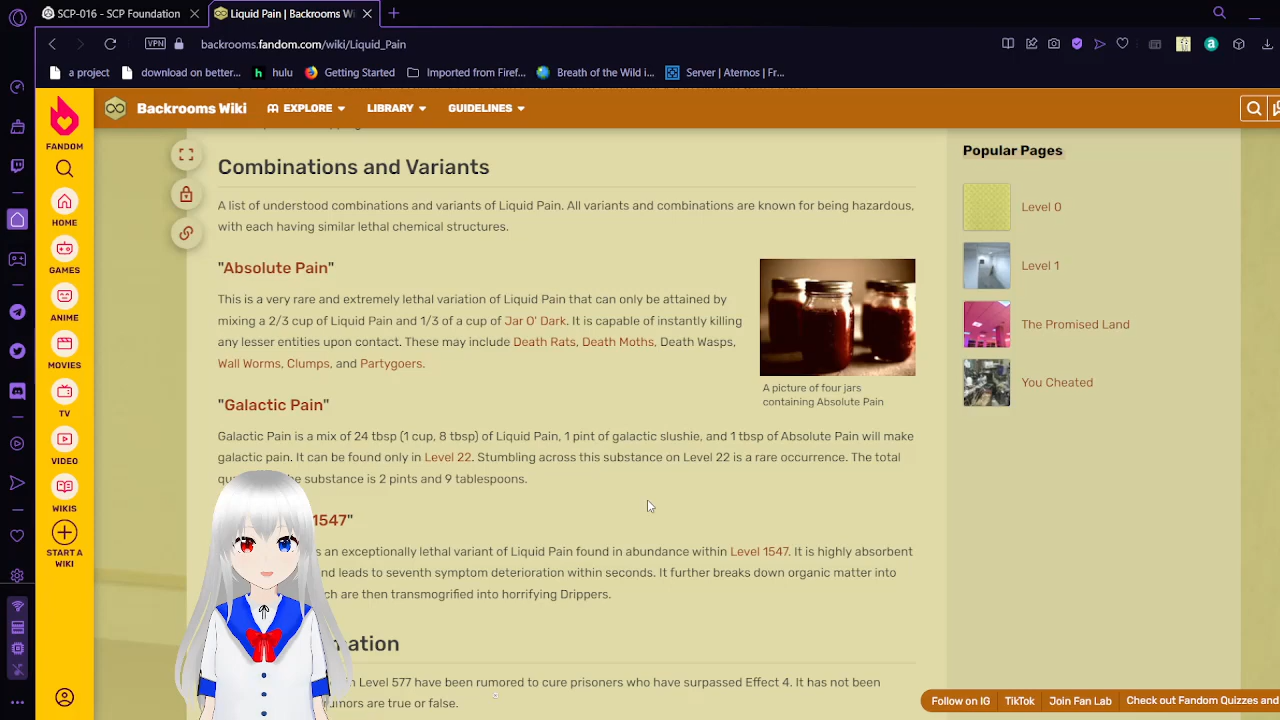 SCP-016 - SCP Foundation
Liquid Pain | Backrooms Wi
VPN
backrooms.fandom.com/wiki/Liquid_Pain
a project
download on better...
hulu
Getting Started
Imported from Firef...
Breath of the Wild i...
Server | Aternos | Fr...
FANDOM
HOME
GAMES
ANIME
MOVIES
TV
VIDEO
WIKIS
START A
WIKI
Backrooms Wiki
EXPLORE
LIBRARY
GUIDELINES
Combinations and Variants
A list of understood combinations and variants of Liquid Pain. All variants and combinations are known for being hazardous,
with each having similar lethal chemical structures.
"Absolute Pain"
This is a very rare and extremely lethal variation of Liquid Pain that can only be attained by
mixing a 2/3 cup of Liquid Pain and 1/3 of a cup of Jar O' Dark. It is capable of instantly killing
any lesser entities upon contact. These may include Death Rats, Death Moths, Death Wasps,
Wall Worms, Clumps, and Partygoers.
A picture of four jars
containing Absolute Pain
"Galactic Pain"
Galactic Pain is a mix of 24 tbsp (1 cup, 8 tbsp) of Liquid Pain, 1 pint of galactic slushie, and 1 tbsp of Absolute Pain will make
galactic pain. It can be found only in Level 22. Stumbling across this substance on Level 22 is a rare occurrence. The total
he substance is 2 pints and 9 tablespoons.
1547"
s an exceptionally lethal variant of Liquid Pain found in abundance within Level 1547. It is highly absorbent
nd leads to seventh symptom deterioration within seconds. It further breaks down organic matter into
ch are then transmogrified into horrifying Drippers.
mation
Level 577 have been rumored to cure prisoners who have surpassed Effect 4. It has not been
umors are true or false.
Popular Pages
Level 0
Level 1
The Promised Land
You Cheated
Follow on IG
TikTok
Join Fan Lab
Check out Fandom Quizzes and